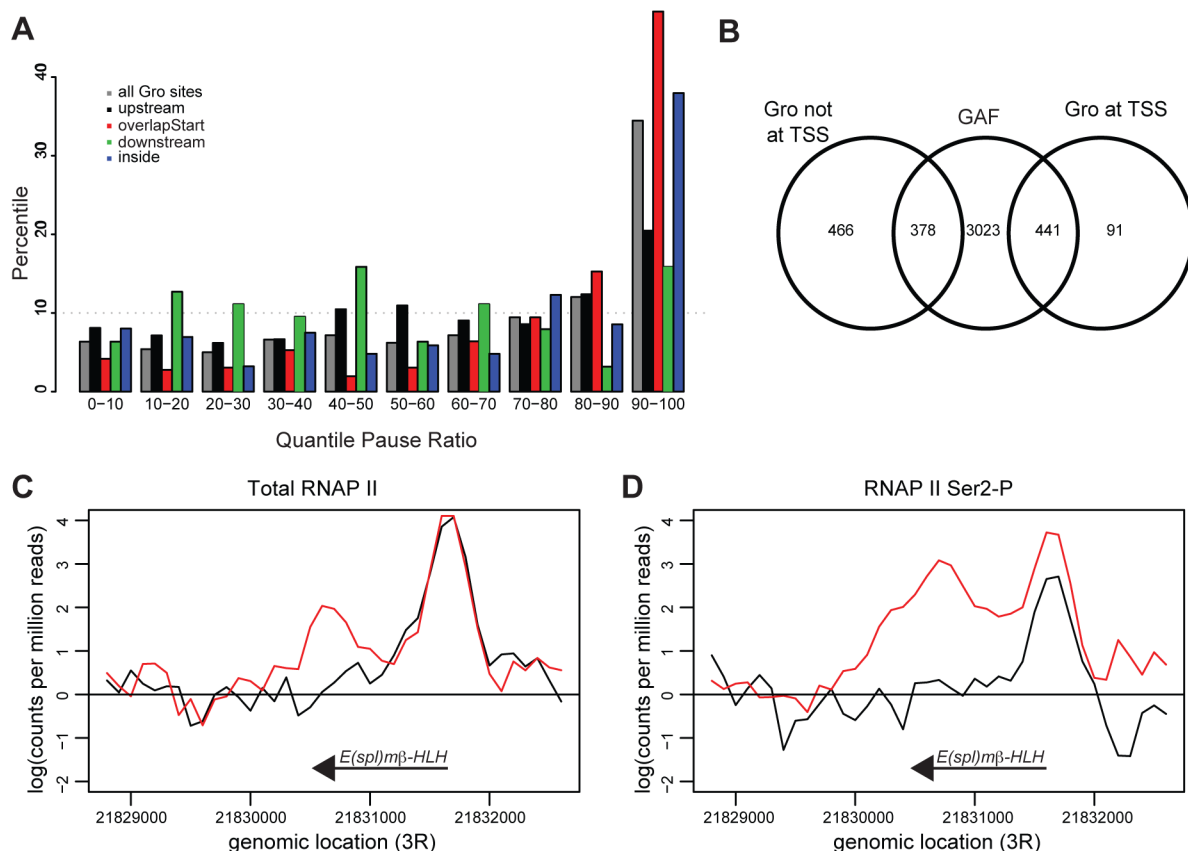 A
40
30
20
10
0
Percentile
all Gro sites
upstream
overlapStart
downstream
inside
0-10
10-20
20-30
30-40
40-50
50-60
60-70
70-80
80-90
90-100
Quantile Pause Ratio
B
Gro not
at TSS
GAF
Gro at TSS
466
378
3023
441
91
C
Total RNAP II
log(counts per million reads)
4
3
2
1
0
−1
−2
E(spl)mβ-HLH
21829000
21830000
21831000
21832000
genomic location (3R)
D
RNAP II Ser2-P
log(counts per million reads)
4
3
2
1
0
−1
−2
E(spl)mβ-HLH
21829000
21830000
21831000
21832000
genomic location (3R)